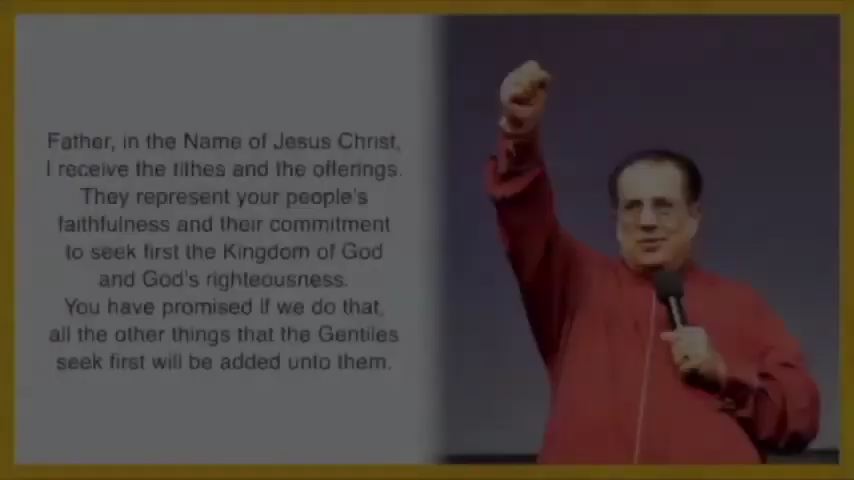 Father, in the Name of Jesus Christ,
I receive the tithes and the offerings.
They represent your people's
faithfulness and their commitment
to seek first the Kingdom of God
and God's righteousness.
You have promised if we do that,
all the other things that the Gentiles
seek first will be added unto them.